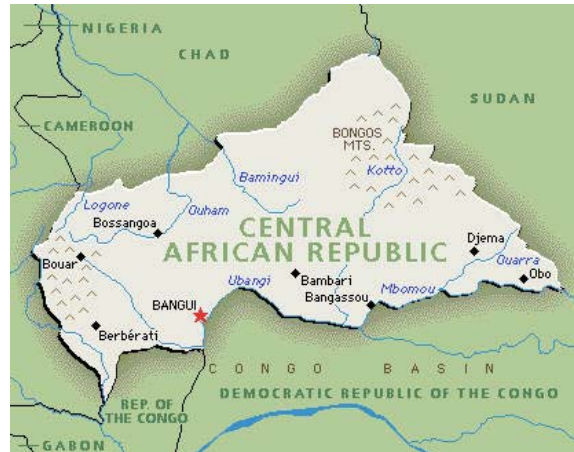 NIGERIA
CHAD
SUDAN
CAMEROON
BONGOS
MTS.
Kotto
Bamingui
Logone
Ouham
Bossangoa
CENTRAL
AFRICAN REPUBLIC
Djema
Ouarra
Bouar
Obo
Ubangi
Bambari
Mbomou
Bangassou
BANGUI
Berbérati
CONGO BASIN
DEMOCRATIC REPUBLIC OF THE CONGO
REP. OF
THE CONGO
GABON